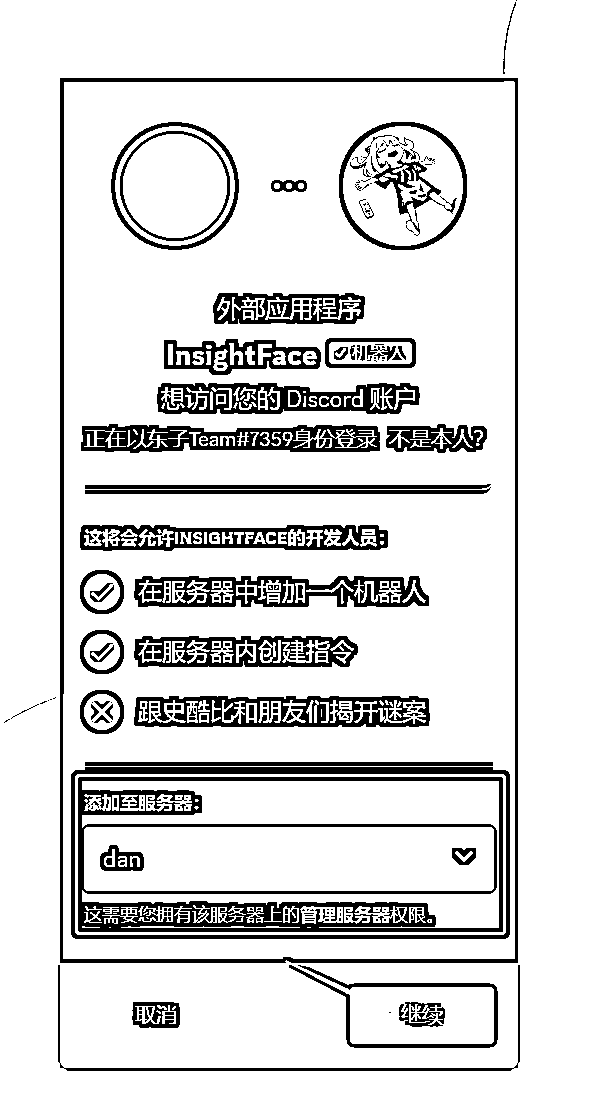 外部应用程序
InsightFace 机器人
想访问您的 Discord 账户
正在以东子Team#7359身份登录 不是本人？
这将会允许INSIGHTFACE的开发人员：
在服务器中增加一个机器人
在服务器内创建指令
跟史酷比和朋友们揭开谜案
添加至服务器：
dan
这需要您拥有该服务器上的管理服务器权限。
取消 继续